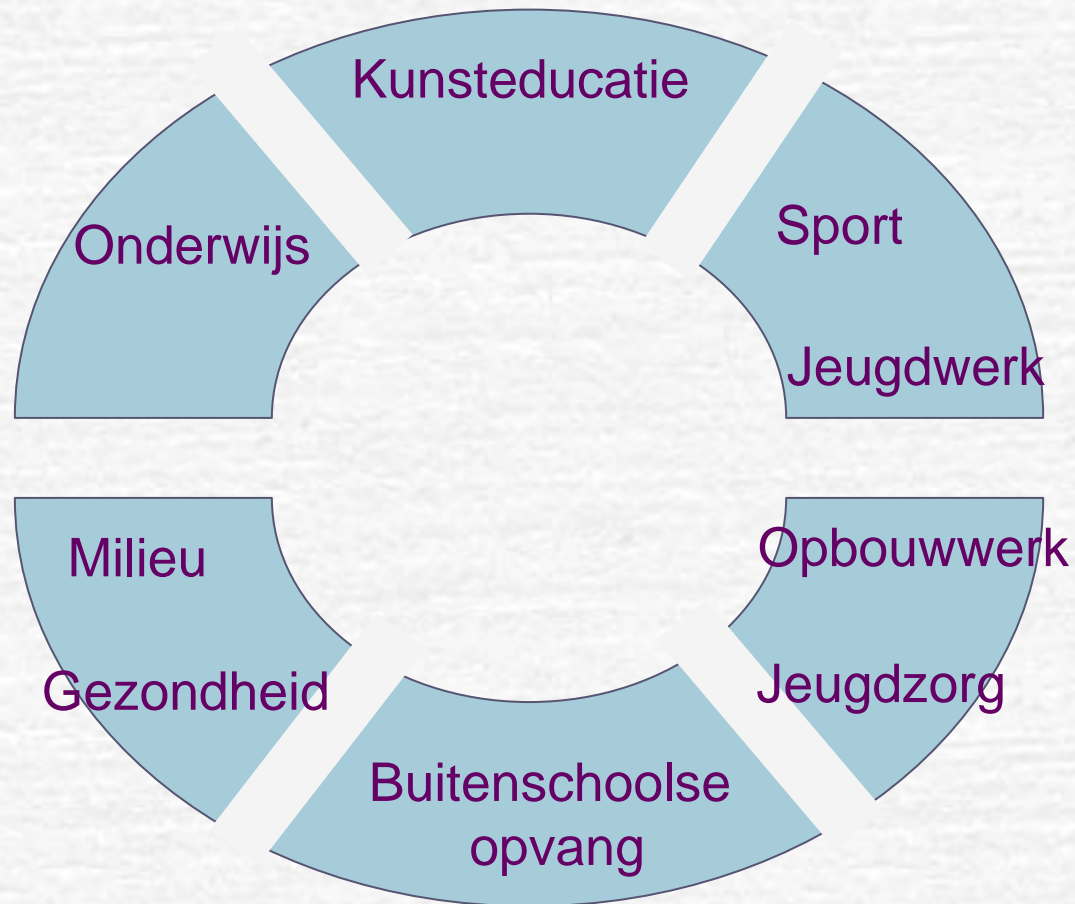 Kunsteducatie
Onderwijs
Sport
Jeugdwerk
Milieu
Opbouwwerk
Gezondheid
Jeugdzorg
Buitenschoolse
opvang